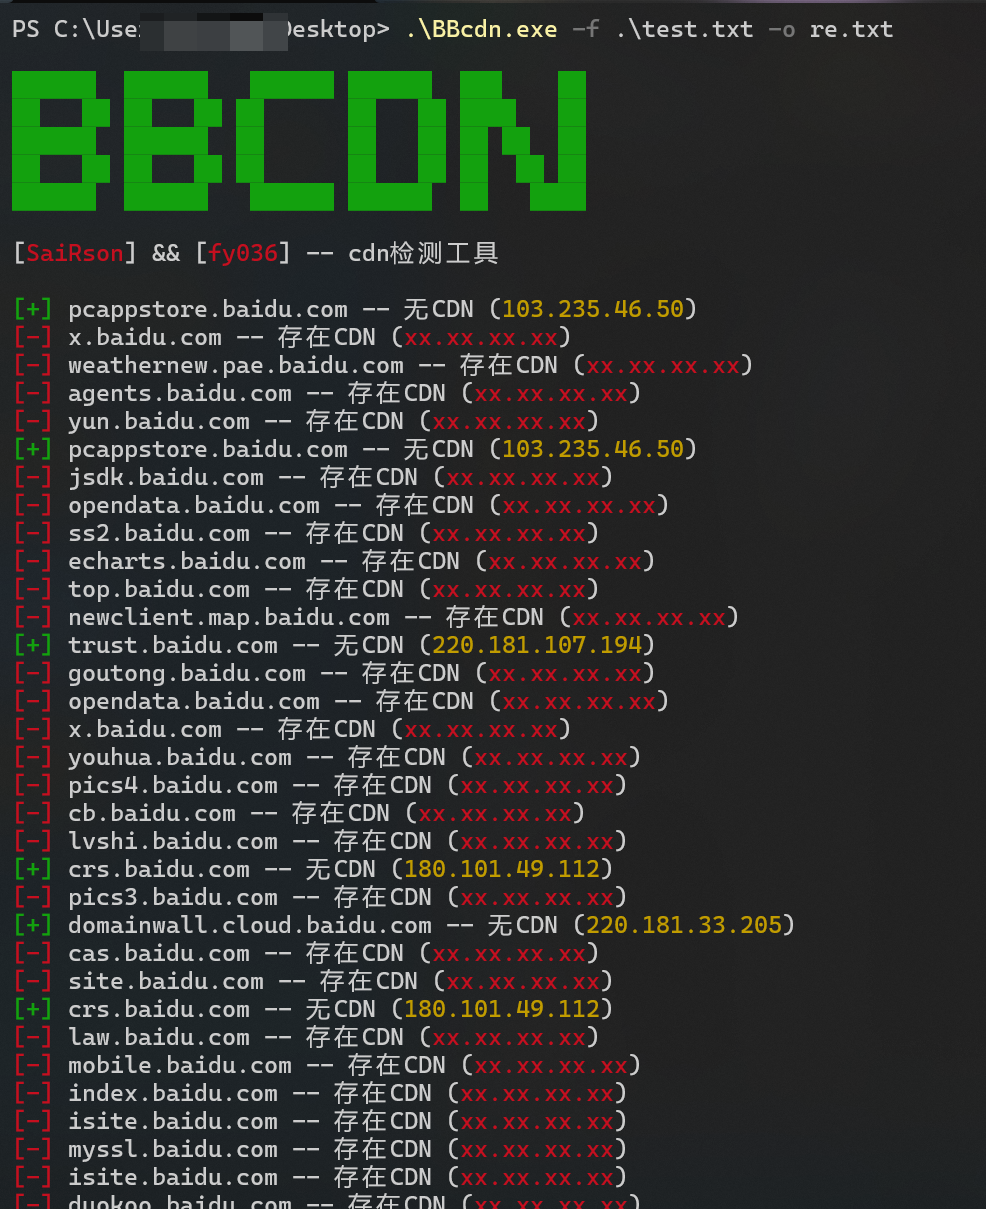 PS C:\Use Desktop> .\BBcdn.exe -f .\test.txt -o re.txt
BBCDN
[SaiRson] && [fy036] -- cdn检测工具
[+] pcappstore.baidu.com -- 无CDN (103.235.46.50)
[-] x.baidu.com -- 存在CDN (xx.xx.xx.xx)
[-] weathernew.pae.baidu.com -- 存在CDN (xx.xx.xx.xx)
[-] agents.baidu.com -- 存在CDN (xx.xx.xx.xx)
[-] yun.baidu.com -- 存在CDN (xx.xx.xx.xx)
[+] pcappstore.baidu.com -- 无CDN (103.235.46.50)
[-] jsdk.baidu.com -- 存在CDN (xx.xx.xx.xx)
[-] opendata.baidu.com -- 存在CDN (xx.xx.xx.xx)
[-] ss2.baidu.com -- 存在CDN (xx.xx.xx.xx)
[-] echarts.baidu.com -- 存在CDN (xx.xx.xx.xx)
[-] top.baidu.com -- 存在CDN (xx.xx.xx.xx)
[-] newclient.map.baidu.com -- 存在CDN (xx.xx.xx.xx)
[+] trust.baidu.com -- 无CDN (220.181.107.194)
[-] goutong.baidu.com -- 存在CDN (xx.xx.xx.xx)
[-] opendata.baidu.com -- 存在CDN (xx.xx.xx.xx)
[-] x.baidu.com -- 存在CDN (xx.xx.xx.xx)
[-] youhua.baidu.com -- 存在CDN (xx.xx.xx.xx)
[-] pics4.baidu.com -- 存在CDN (xx.xx.xx.xx)
[-] cb.baidu.com -- 存在CDN (xx.xx.xx.xx)
[-] lvshi.baidu.com -- 存在CDN (xx.xx.xx.xx)
[+] crs.baidu.com -- 无CDN (180.101.49.112)
[-] pics3.baidu.com -- 存在CDN (xx.xx.xx.xx)
[+] domainwall.cloud.baidu.com -- 无CDN (220.181.33.205)
[-] cas.baidu.com -- 存在CDN (xx.xx.xx.xx)
[-] site.baidu.com -- 存在CDN (xx.xx.xx.xx)
[+] crs.baidu.com -- 无CDN (180.101.49.112)
[-] law.baidu.com -- 存在CDN (xx.xx.xx.xx)
[-] mobile.baidu.com -- 存在CDN (xx.xx.xx.xx)
[-] index.baidu.com -- 存在CDN (xx.xx.xx.xx)
[-] isite.baidu.com -- 存在CDN (xx.xx.xx.xx)
[-] myssl.baidu.com -- 存在CDN (xx.xx.xx.xx)
[-] isite.baidu.com -- 存在CDN (xx.xx.xx.xx)
[-] duokoo.baidu.com -- 存在CDN (xx.xx.xx.xx)